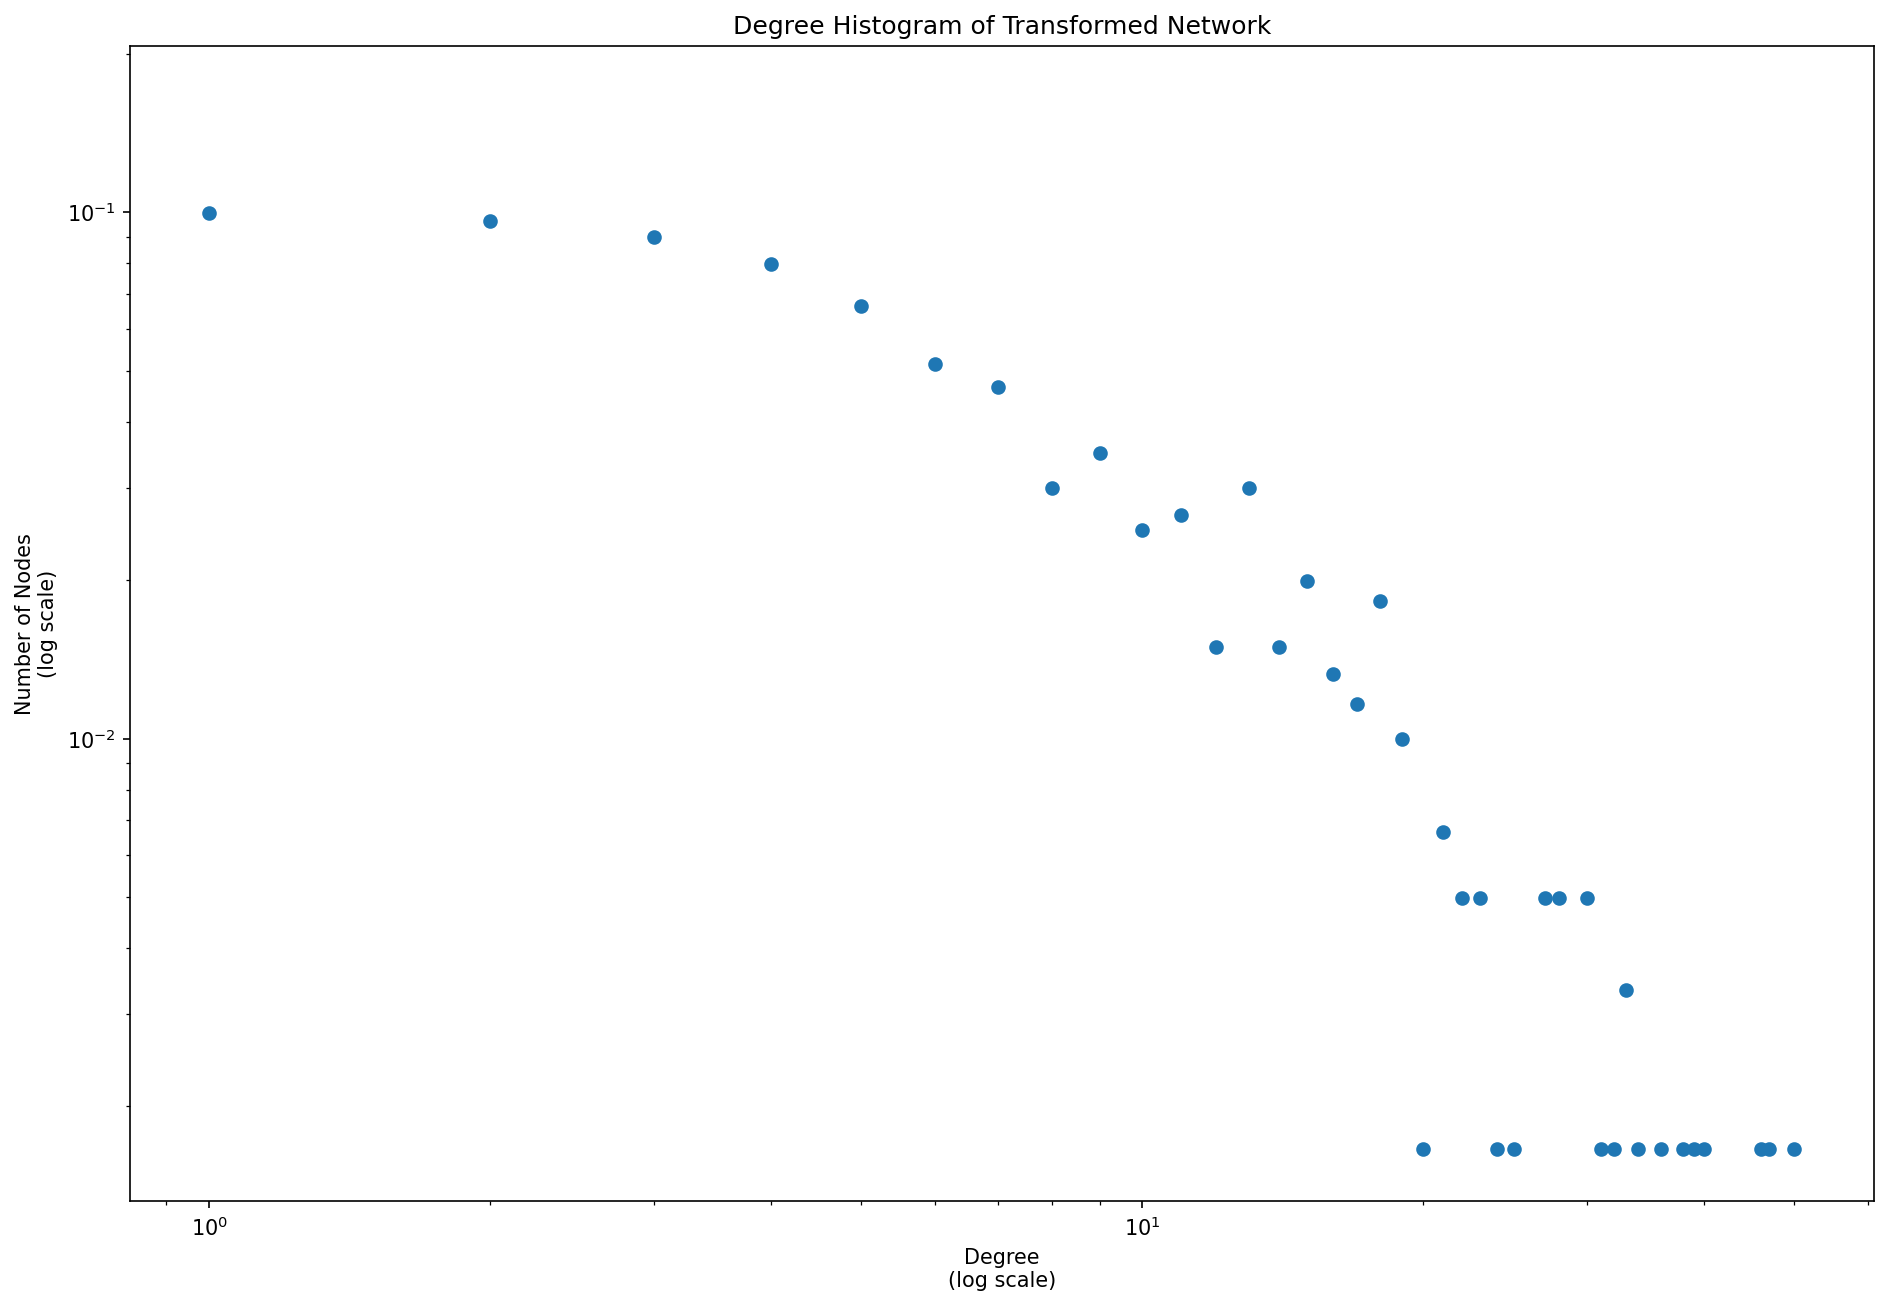 Degree Histogram of Transformed Network
10⁻¹
10⁻²
Number of Nodes
(log scale)
10⁰
10¹
Degree
(log scale)